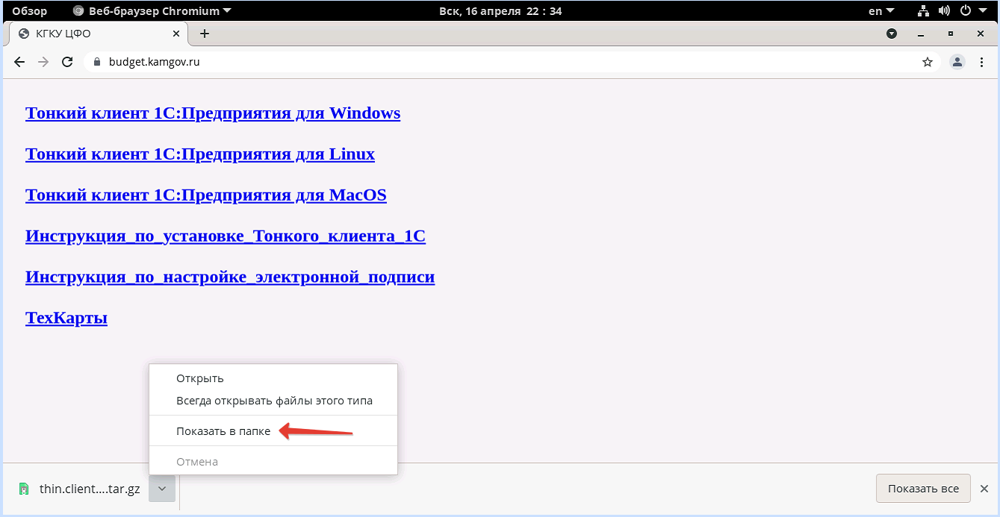 Обзор Веб-браузер Chromium Вск, 16 апреля 22 : 34 en
КГКУ ЦФО
budget.kamgov.ru
Тонкий клиент 1С:Предприятия для Windows
Тонкий клиент 1С:Предприятия для Linux
Тонкий клиент 1С:Предприятия для MacOS
Инструкция_по_установке_Тонкого_клиента_1С
Инструкция_по_настройке_электронной_подписи
ТехКарты
Открыть
Всегда открывать файлы этого типа
Показать в папке
Отмена
thin.client....tar.gz Показать все